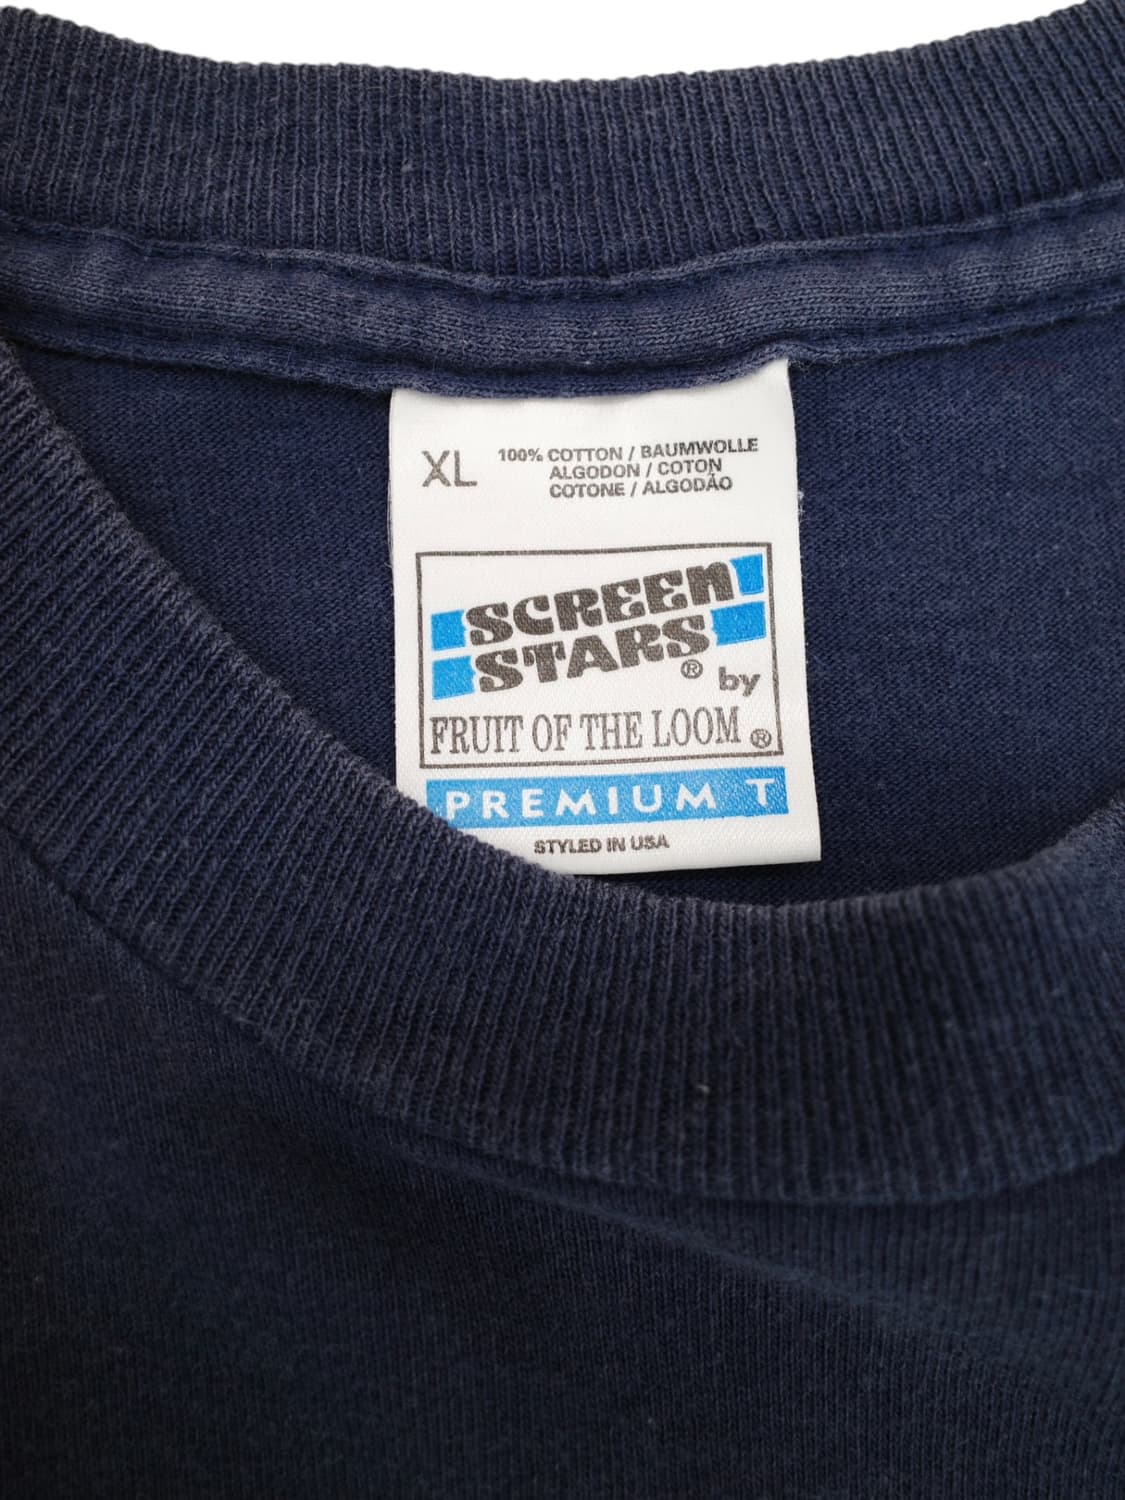 XL
100% COTTON / BAUMWOLLE
ALGODON / COTON
COTONE / ALGODÃO
SCREEN
STARS® by
FRUIT OF THE LOOM ®
PREMIUM T
STYLED IN USA